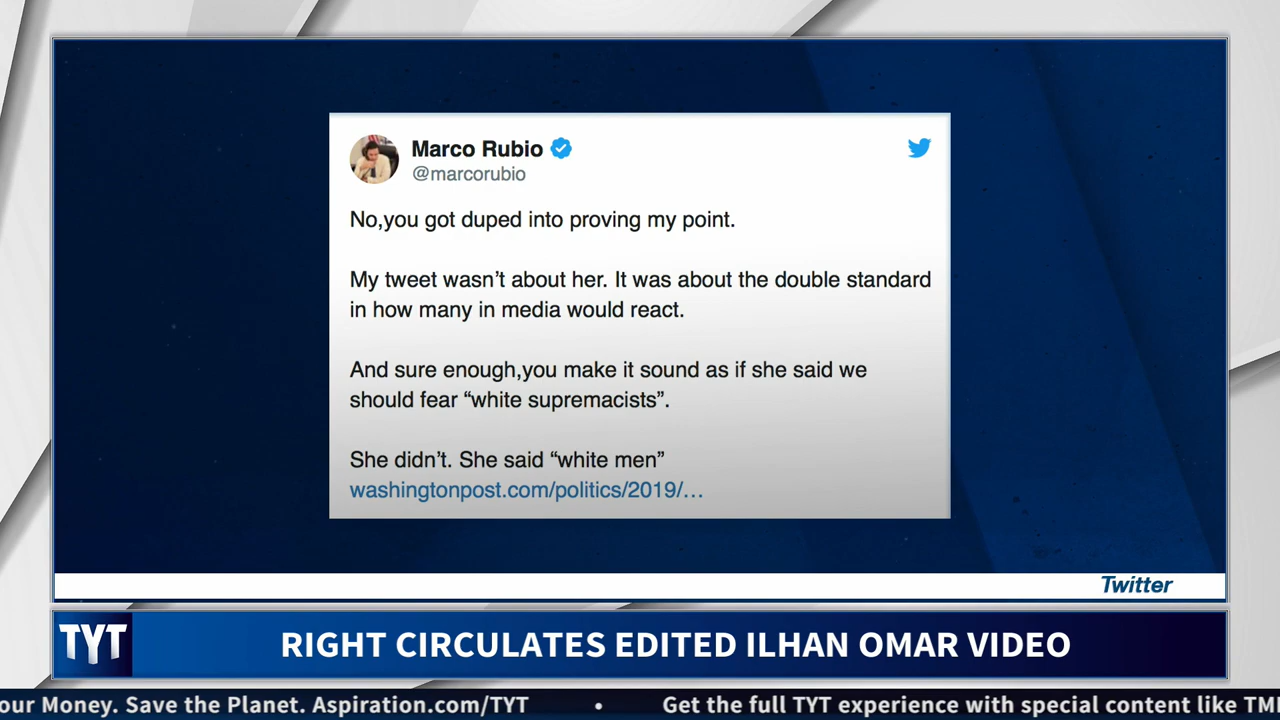 Marco Rubio
@marcorubio
No,you got duped into proving my point.
My tweet wasn’t about her. It was about the double standard
in how many in media would react.
And sure enough,you make it sound as if she said we
should fear “white supremacists”.
She didn’t. She said “white men”
washingtonpost.com/politics/2019/…
Twitter
TYT
RIGHT CIRCULATES EDITED ILHAN OMAR VIDEO
Your Money. Save the Planet. Aspiration.com/TYT • Get the full TYT experience with special content like